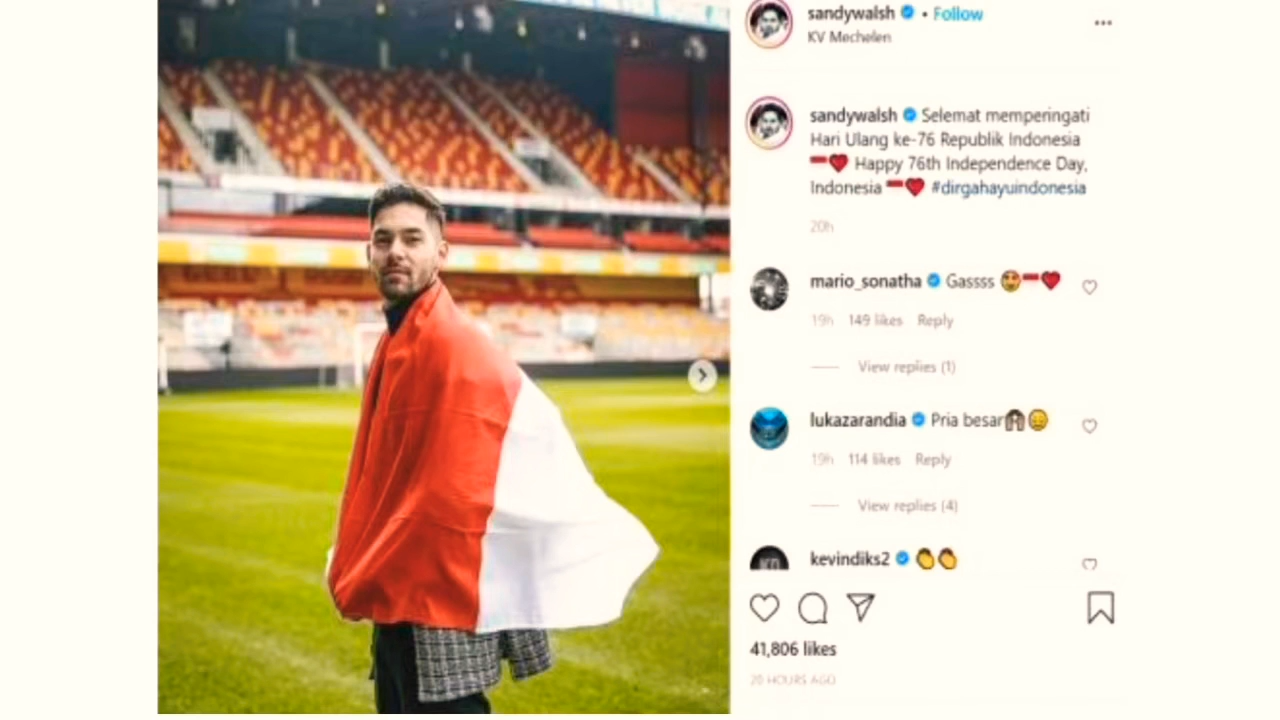 sandywalsh • Follow
KV Mechelen
sandywalsh Selemat memperingati
Hari Ulang ke-76 Republik Indonesia
Happy 76th Independence Day,
Indonesia #dirgahayuindonesia
20h
mario_sonatha Gassss
19h 149 likes Reply
View replies (1)
lukazarandia Pria besar
19h 114 likes Reply
View replies (4)
kevindiks2
41,806 likes
20 HOURS AGO